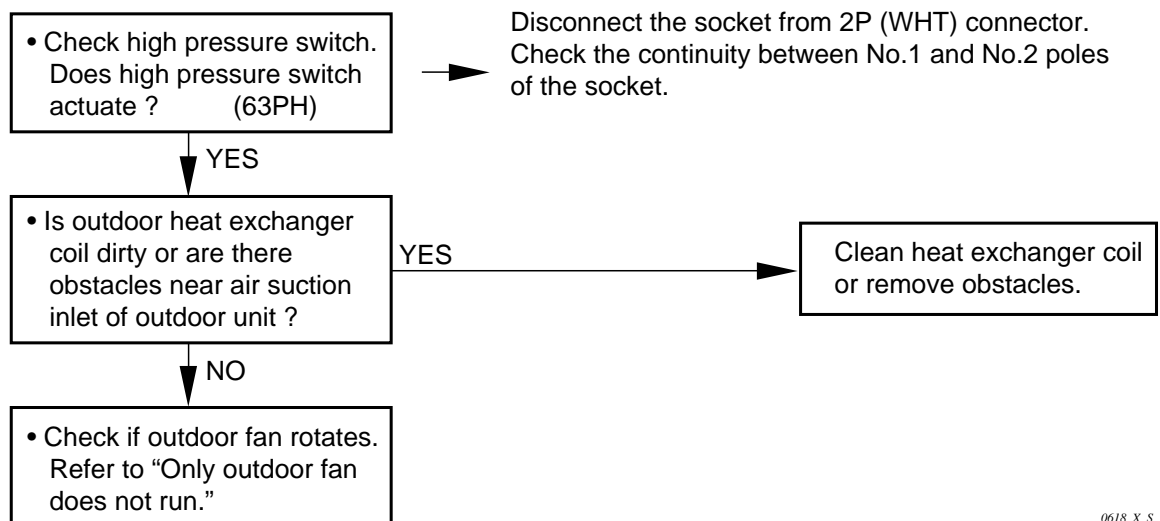 • Check high pressure switch.
Does high pressure switch
actuate ? (63PH)
Disconnect the socket from 2P (WHT) connector.
Check the continuity between No.1 and No.2 poles
of the socket.
YES
• Is outdoor heat exchanger
coil dirty or are there
obstacles near air suction
inlet of outdoor unit ?
YES
Clean heat exchanger coil
or remove obstacles.
NO
• Check if outdoor fan rotates.
Refer to “Only outdoor fan
does not run.”
0618_X_S